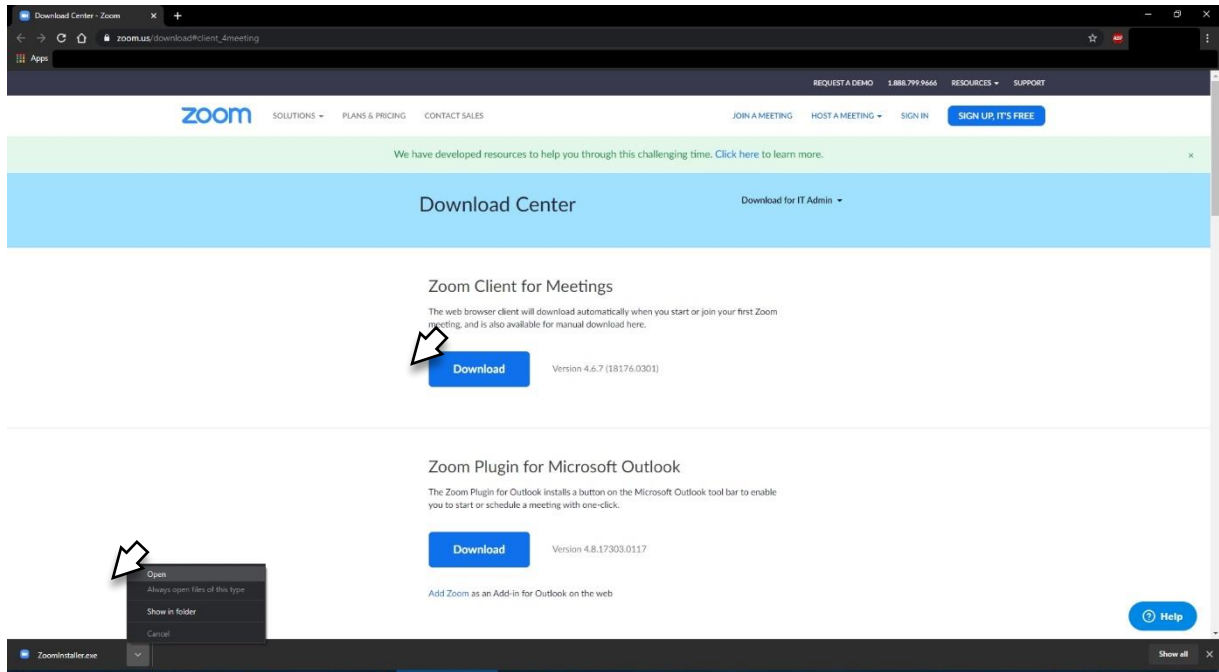 Download Center - Zoom
zoom.us/download#client_4meeting
ABP
Apps
REQUEST A DEMO 1.888.799.9666 RESOURCES SUPPORT
zoom SOLUTIONS PLANS & PRICING CONTACT SALES JOIN A MEETING HOST A MEETING SIGN IN SIGN UP, IT'S FREE
We have developed resources to help you through this challenging time. Click here to learn more.
Download Center Download for IT Admin
Zoom Client for Meetings
The web browser client will download automatically when you start or join your first Zoom
meeting, and is also available for manual download here.
Download Version 4.6.7 (18176.0301)
Zoom Plugin for Microsoft Outlook
The Zoom Plugin for Outlook installs a button on the Microsoft Outlook tool bar to enable
you to start or schedule a meeting with one-click.
Download Version 4.8.17303.0117
Add Zoom as an Add-in for Outlook on the web
Open
Always open files of this type
Show in folder
Cancel
Help
ZoomInstaller.exe Show all